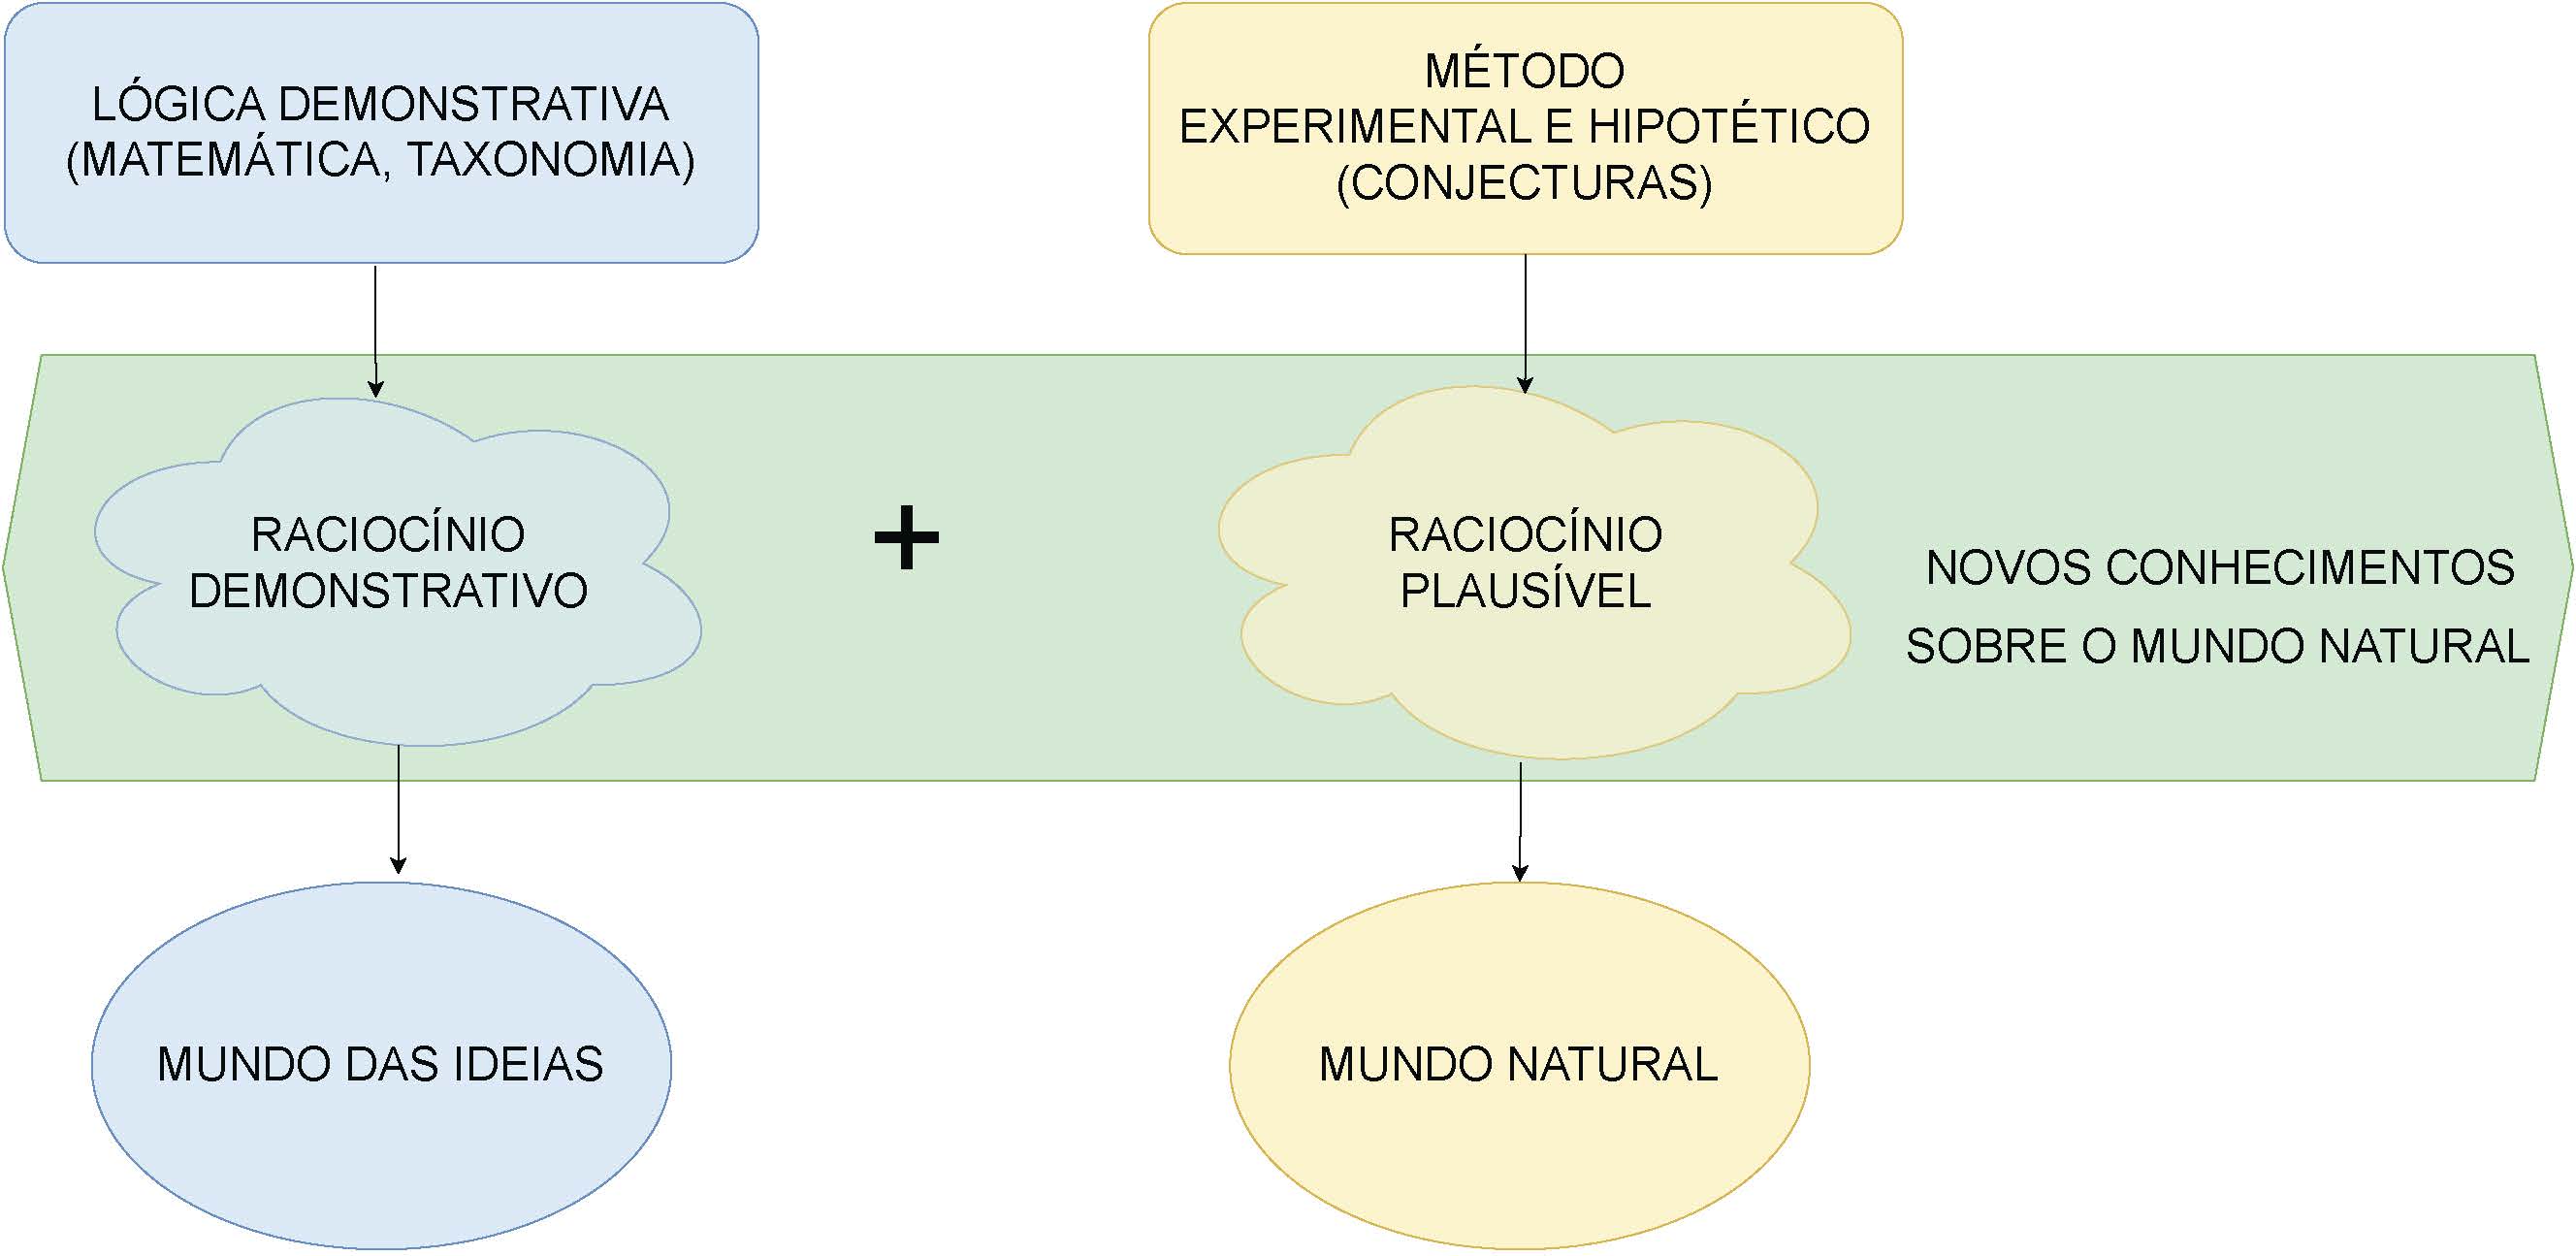 LÓGICA DEMONSTRATIVA
(MATEMÁTICA, TAXONOMIA)
MÉTODO
EXPERIMENTAL E HIPOTÉTICO
(CONJECTURAS)
RACIOCÍNIO
DEMONSTRATIVO
+
RACIOCÍNIO
PLAUSÍVEL
NOVOS CONHECIMENTOS
SOBRE O MUNDO NATURAL
MUNDO DAS IDEIAS
MUNDO NATURAL